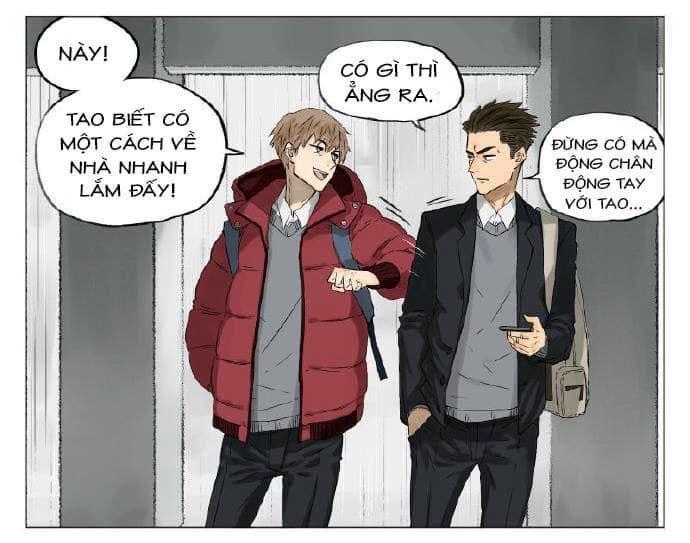 NÀY!
TAO BIẾT CÓ
MỘT CÁCH VỀ
NHÀ NHANH
LẮM ĐẤY!
CÓ GÌ THÌ
ẲNG RA.
ĐỪNG CÓ MÀ
ĐỘNG CHÂN
ĐỘNG TAY
VỚI TAO...